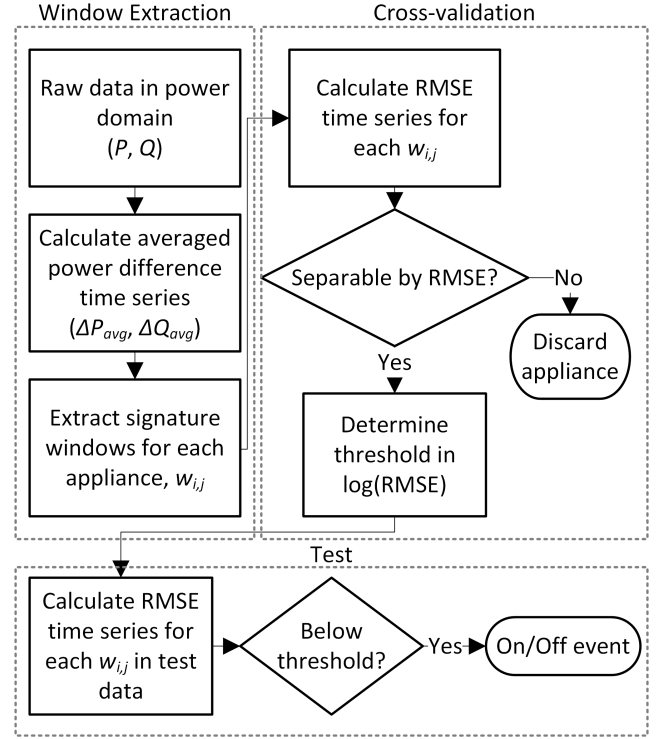 Window Extraction
Raw data in power
domain
(P, Q)
Calculate averaged
power difference
time series
(ΔPavg, ΔQavg)
Extract signature
windows for each
appliance, wi,j
Cross-validation
Calculate RMSE
time series for
each wi,j
Separable by RMSE?
No
Discard
appliance
Yes
Determine
threshold in
log(RMSE)
Test
Calculate RMSE
time series for
each wi,j in test
data
Below
threshold?
Yes
On/Off event